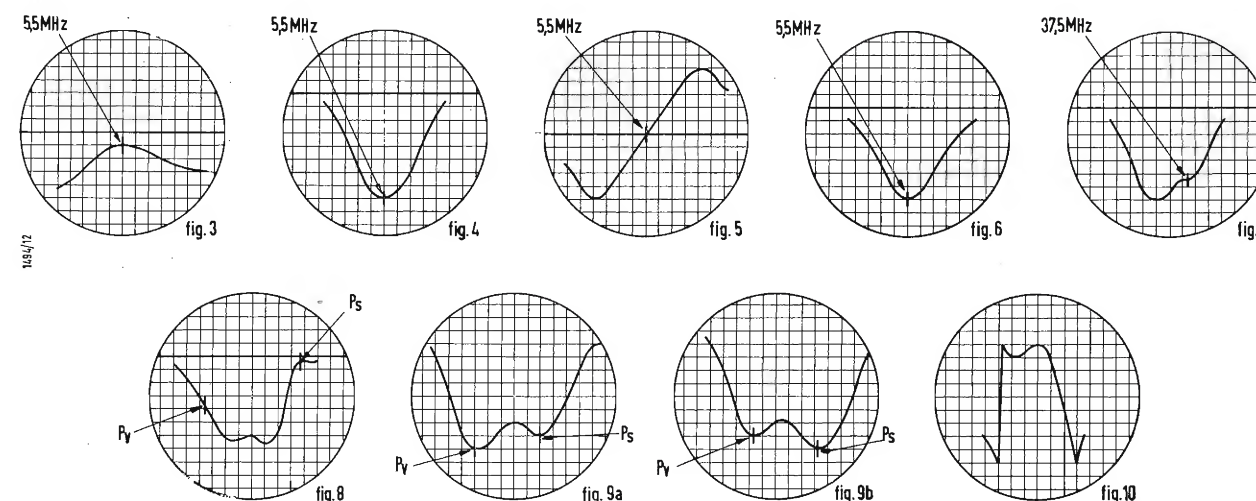 5,5MHz
5,5MHz
5,5MHz
5,5MHz
37,5MHz
fig. 3
fig. 4
fig. 5
fig. 6
fig.
1494/12
Ps
Pv
fig. 8
Pv
Ps
fig. 9a
Pv
Ps
fig. 9b
fig. 10